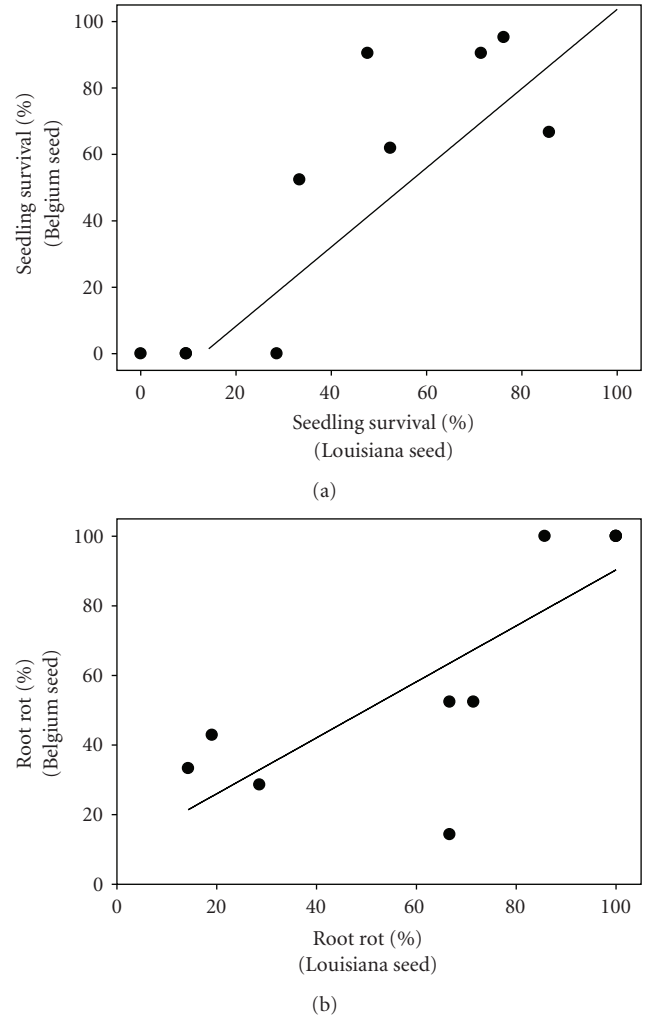 Seedling survival (%)
(Belgium seed)
100
80
60
40
20
0
0 20 40 60 80 100
Seedling survival (%)
(Louisiana seed)
(a)
Root rot (%)
(Belgium seed)
100
80
60
40
20
0
0 20 40 60 80 100
Root rot (%)
(Louisiana seed)
(b)